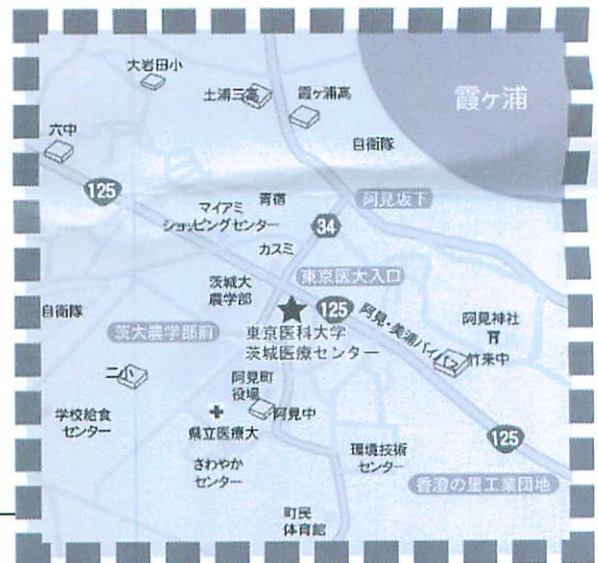 大岩田小
土浦三高
霞ヶ浦高
霞ヶ浦
六中
自衛隊
125
マイアミ
ショッピングセンター
青宿
阿見坂下
34
カスミ
茨城大
農学部
東京医大入口
自衛隊
125
阿見・美浦バイパス
阿見神社
茨大農学部前
東京医科大学
茨城医療センター
竹来中
阿見町
役場
学校給食
センター
阿見中
県立医療大
125
環境技術
センター
さわやか
センター
香澄の里工業団地
町民
体育館